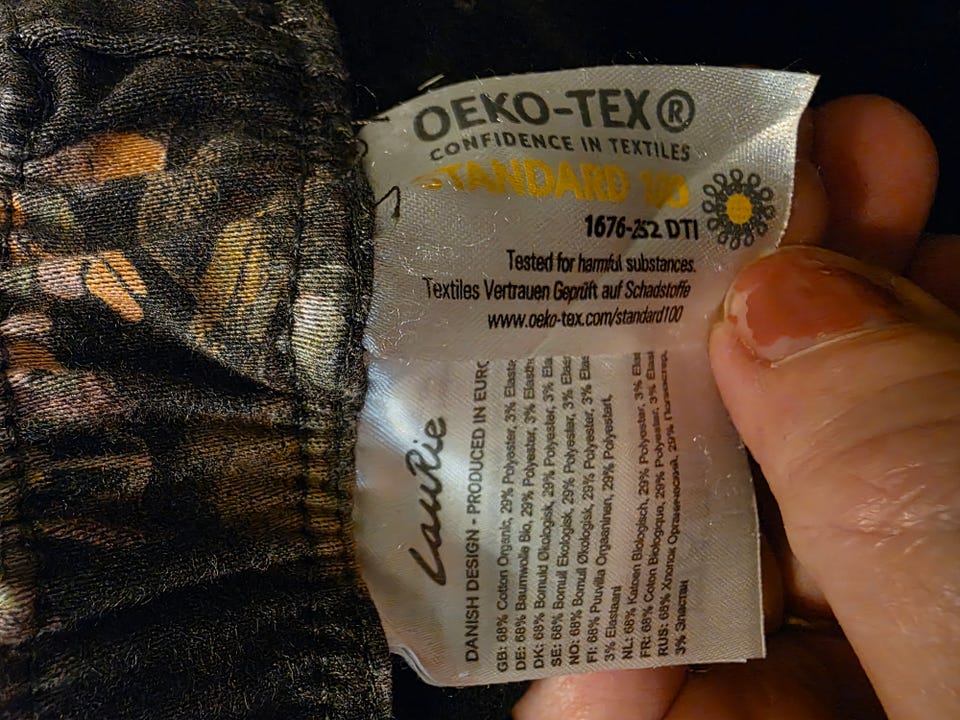 OEKO-TEX®
CONFIDENCE IN TEXTILES
STANDARD 100
1676-252 DTI
Tested for harmful substances.
Textiles Vertrauen Geprüft auf Schadstoffe
www.oeko-tex.com/standard100
LauRie
DANISH DESIGN - PRODUCED IN EURO
GB: 68% Cotton Organic, 29% Polyester, 3% Elasta
DE: 68% Baumwolle Bio, 29% Polyester, 3% Elastha
DK: 68% Bomuld Økologisk, 29% Polyester, 3% Ela
SE: 68% Bomull Ekologisk, 29% Polyester, 3% Elas
NO: 68% Bomull Økologisk, 29% Polyester, 3% Elas
FI: 68% Puuvilla Orgaaninen, 29% Polyesteri,
3% Elastaani
NL: 68% Katoen Biologisch, 29% Polyester, 3% Elas
FR: 68% Coton Biologique, 29% Polyester, 3% Elas
RUS: 68% Хлопок Органический, 29% Полиэстер,
3% Эластан